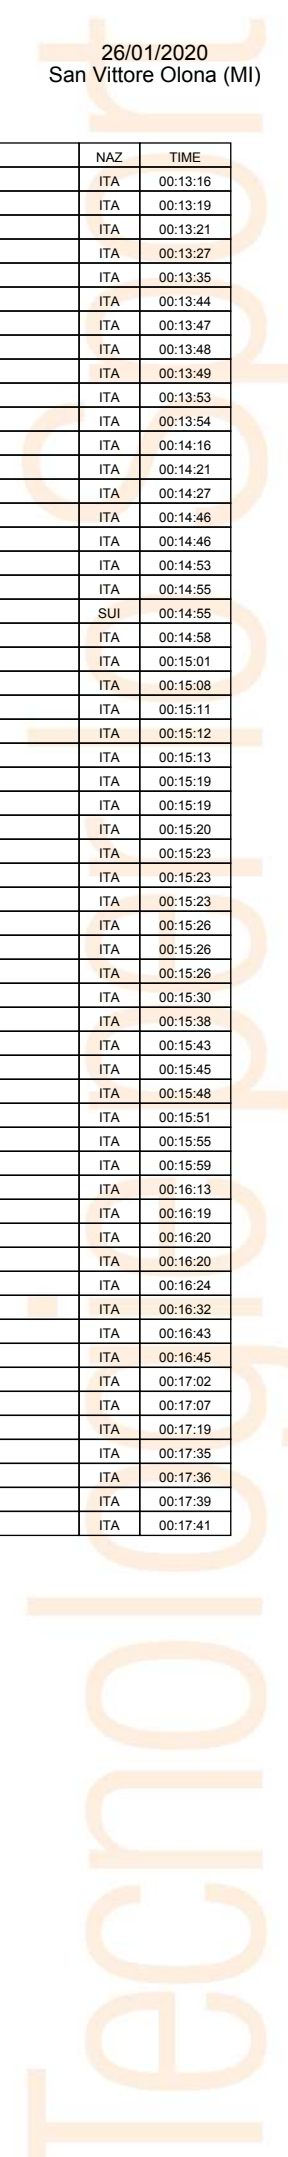 26/01/2020
San Vittore Olona (MI)
NAZ TIME
ITA 00:13:16
ITA 00:13:19
ITA 00:13:21
ITA 00:13:27
ITA 00:13:35
ITA 00:13:44
ITA 00:13:47
ITA 00:13:48
ITA 00:13:49
ITA 00:13:53
ITA 00:13:54
ITA 00:14:16
ITA 00:14:21
ITA 00:14:27
ITA 00:14:46
ITA 00:14:46
ITA 00:14:53
ITA 00:14:55
SUI 00:14:55
ITA 00:14:58
ITA 00:15:01
ITA 00:15:08
ITA 00:15:11
ITA 00:15:12
ITA 00:15:13
ITA 00:15:19
ITA 00:15:19
ITA 00:15:20
ITA 00:15:23
ITA 00:15:23
ITA 00:15:23
ITA 00:15:26
ITA 00:15:26
ITA 00:15:26
ITA 00:15:30
ITA 00:15:38
ITA 00:15:43
ITA 00:15:45
ITA 00:15:48
ITA 00:15:51
ITA 00:15:55
ITA 00:15:59
ITA 00:16:13
ITA 00:16:19
ITA 00:16:20
ITA 00:16:20
ITA 00:16:24
ITA 00:16:32
ITA 00:16:43
ITA 00:16:45
ITA 00:17:02
ITA 00:17:07
ITA 00:17:19
ITA 00:17:35
ITA 00:17:36
ITA 00:17:39
ITA 00:17:41
Tecnologie per lo Sport